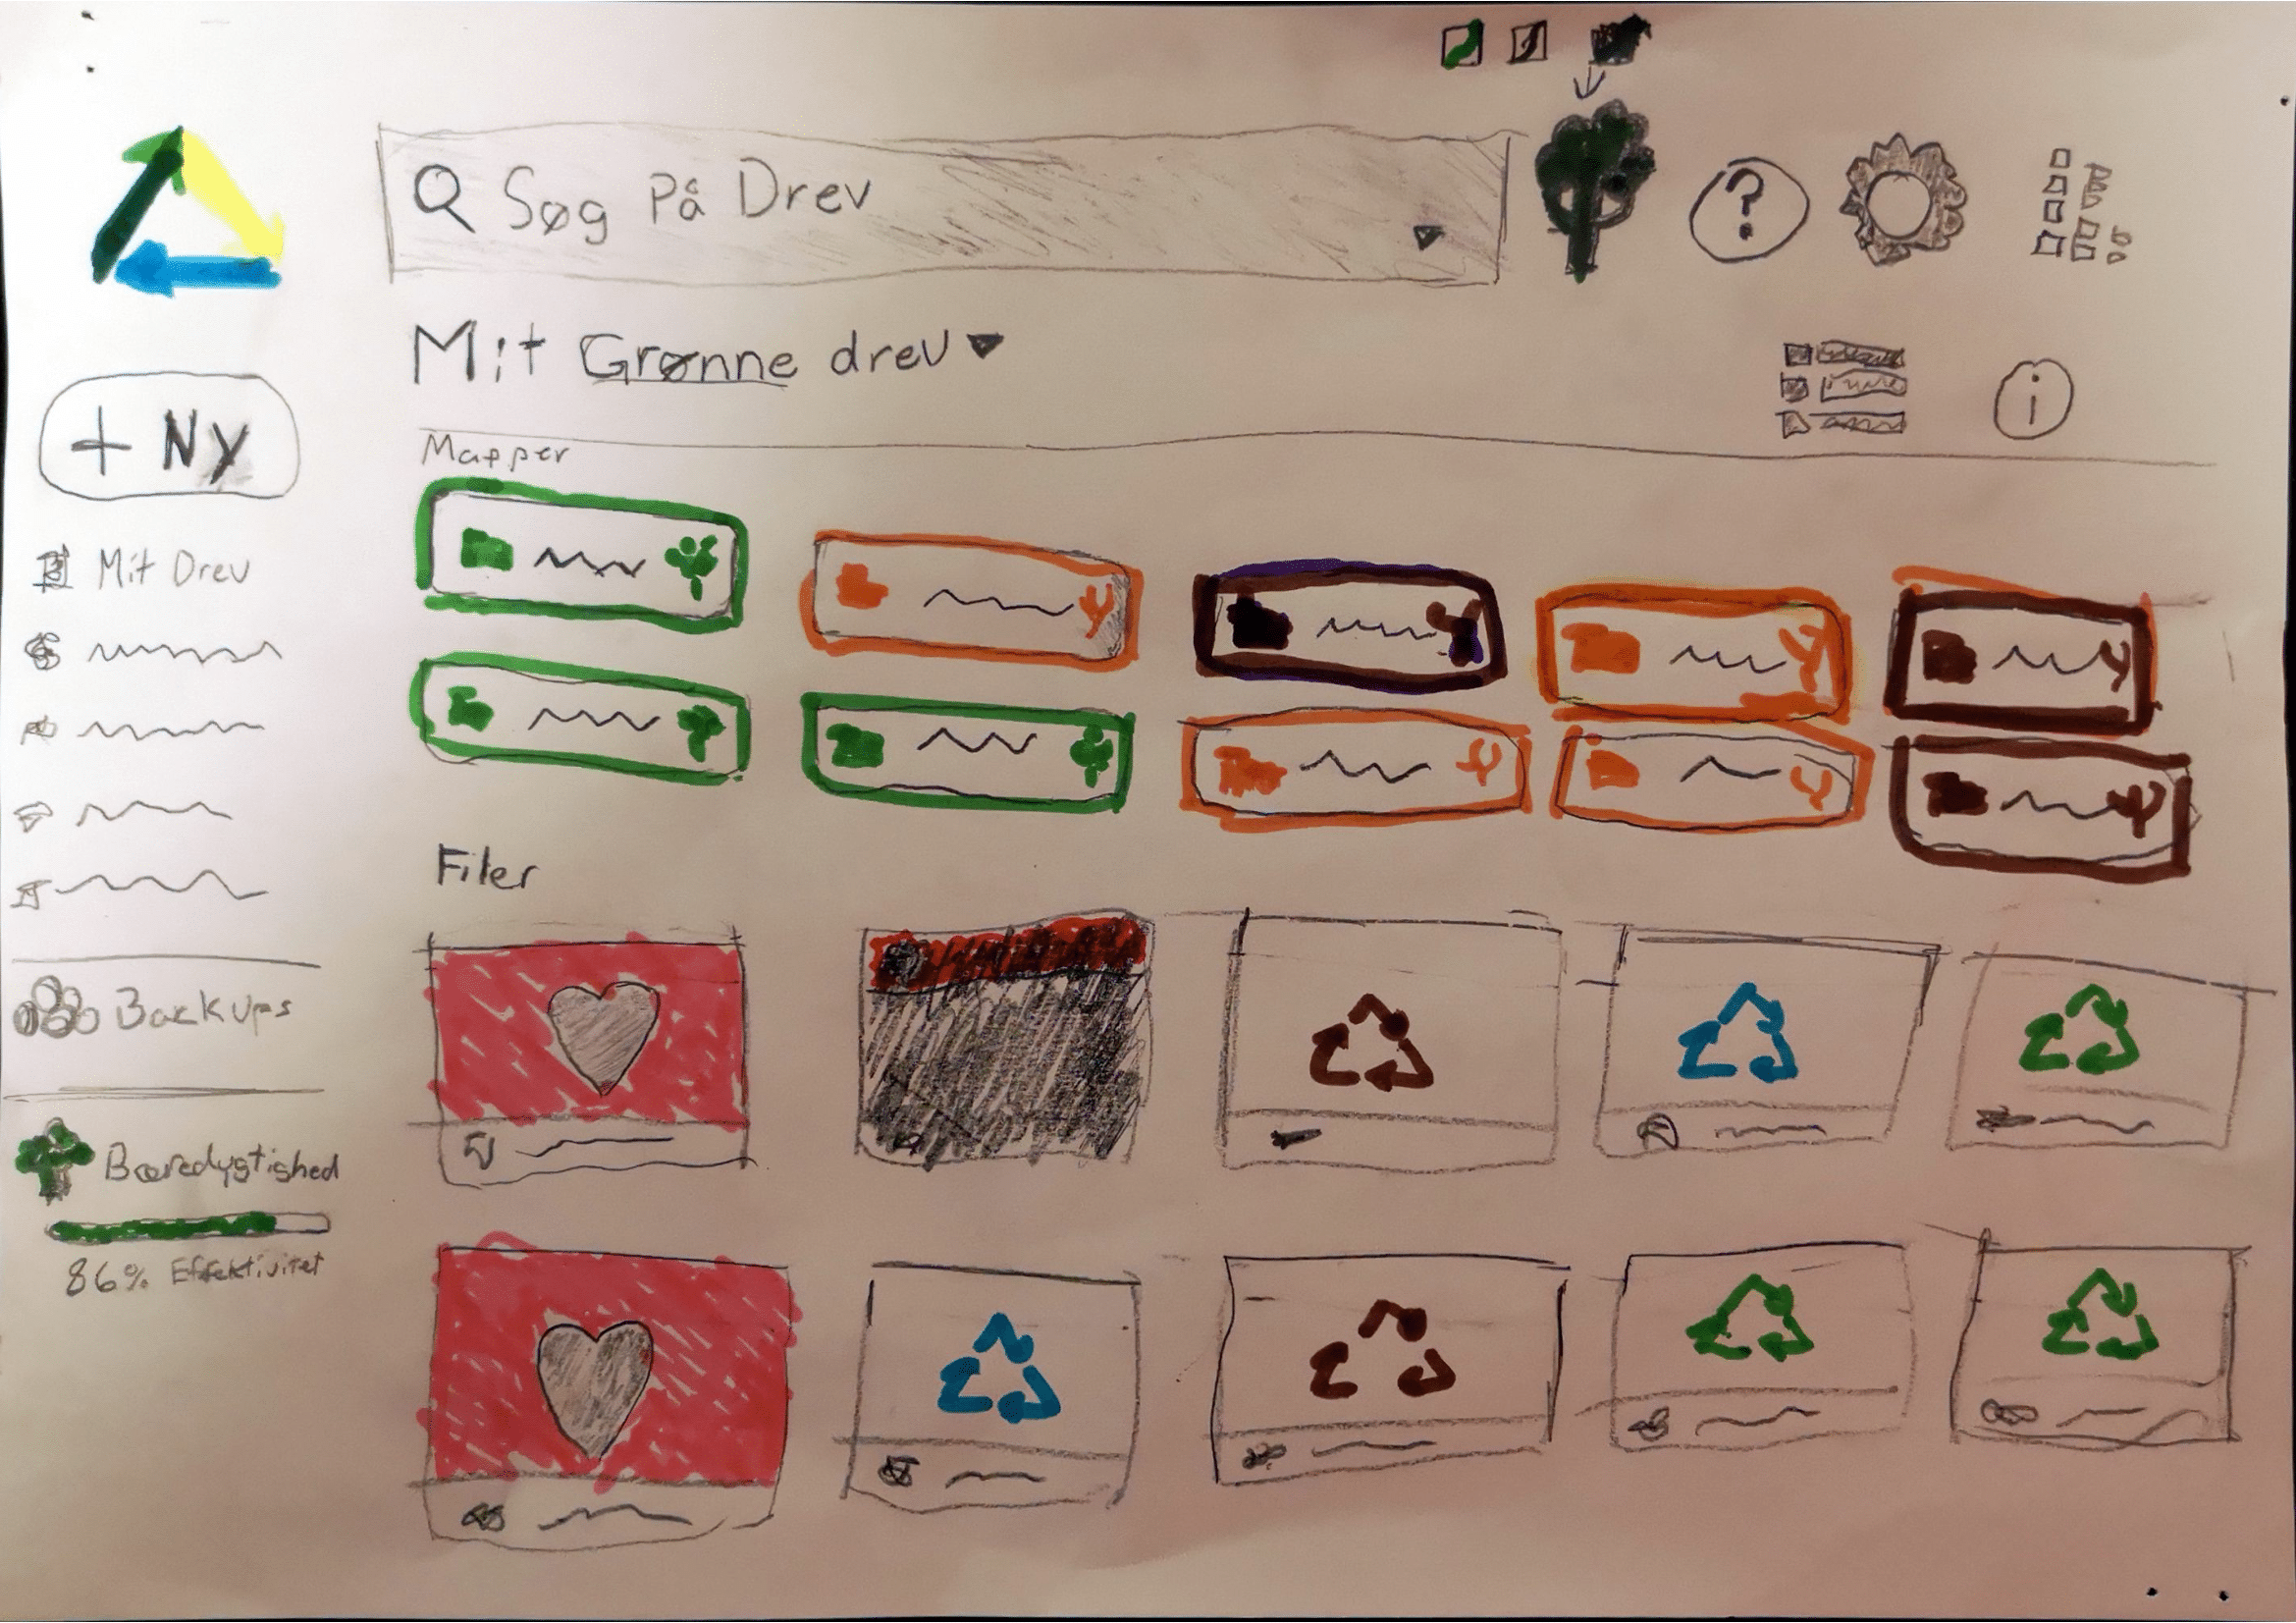 Søg På Drev
?
Mit Grønne drev
i
+ Ny
Mapper
Mit Drev
Filer
Backups
Bæredygtighed
86% Effektivitet